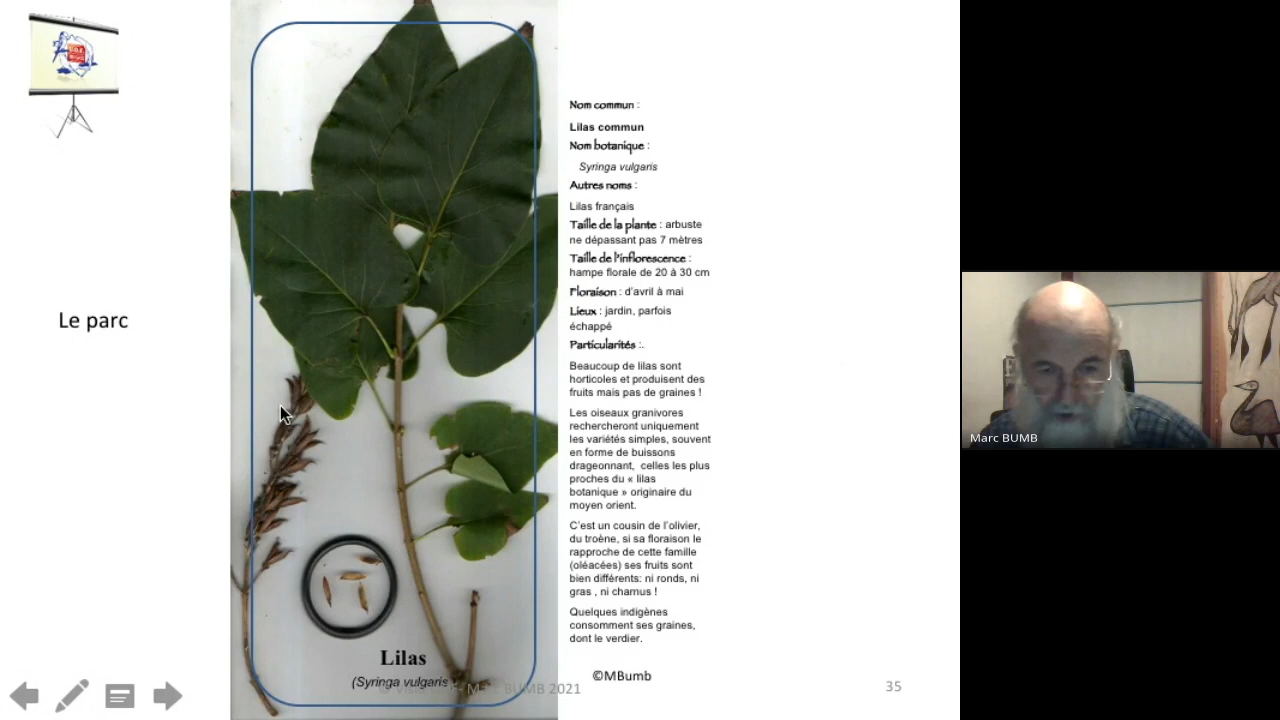 Le parc
Nom commun :
Lilas commun
Nom botanique :
Syringa vulgaris
Autres noms :
Lilas français
Taille de la plante : arbuste
ne dépassant pas 7 mètres
Taille de l'inflorescence :
hampe florale de 20 à 30 cm
Floraison : d'avril à mai
Lieux : jardin, parfois
échappé
Particularités :.
Beaucoup de lilas sont
horticoles et produisent des
fruits mais pas de graines !
Les oiseaux granivores
rechercheront uniquement
les variétés simples, souvent
en forme de buissons
drageonnant, celles les plus
proches du « lilas
botanique » originaire du
moyen orient.
C'est un cousin de l'olivier,
du troène, si sa floraison le
rapproche de cette famille
(oléacées) ses fruits sont
bien différents: ni ronds, ni
gras , ni charnus !
Quelques indigènes
consomment ses graines,
dont le verdier.
©MBumb
Lilas
(Syringa vulgaris
- Marc BUMB 2021
35
Marc BUMB